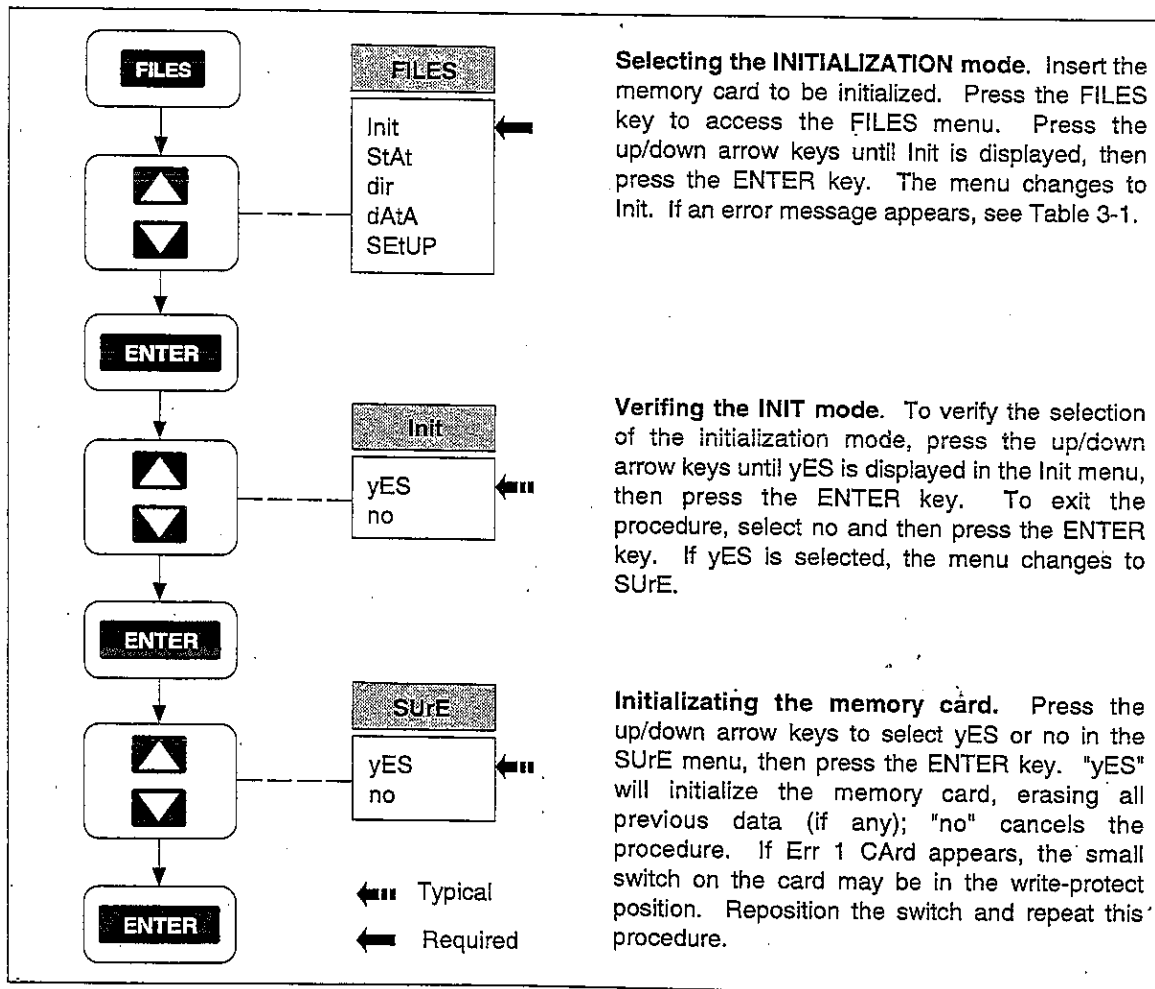 FILES
FILES
Init
StAt
dir
dAtA
SEtUP
Selecting the INITIALIZATION mode. Insert the
memory card to be initialized. Press the FILES
key to access the FILES menu. Press the
up/down arrow keys until Init is displayed, then
press the ENTER key. The menu changes to
Init. If an error message appears, see Table 3-1.
ENTER
Init
yES
no
Verifing the INIT mode. To verify the selection
of the initialization mode, press the up/down
arrow keys until yES is displayed in the Init menu,
then press the ENTER key. To exit the
procedure, select no and then press the ENTER
key. If yES is selected, the menu changes to
SUrE.
ENTER
SUrE
yES
no
Initializating the memory card. Press the
up/down arrow keys to select yES or no in the
SUrE menu, then press the ENTER key. "yES"
will initialize the memory card, erasing all
previous data (if any); "no" cancels the
procedure. If Err 1 CArd appears, the small
switch on the card may be in the write-protect
position. Reposition the switch and repeat this
procedure.
ENTER
Typical
Required